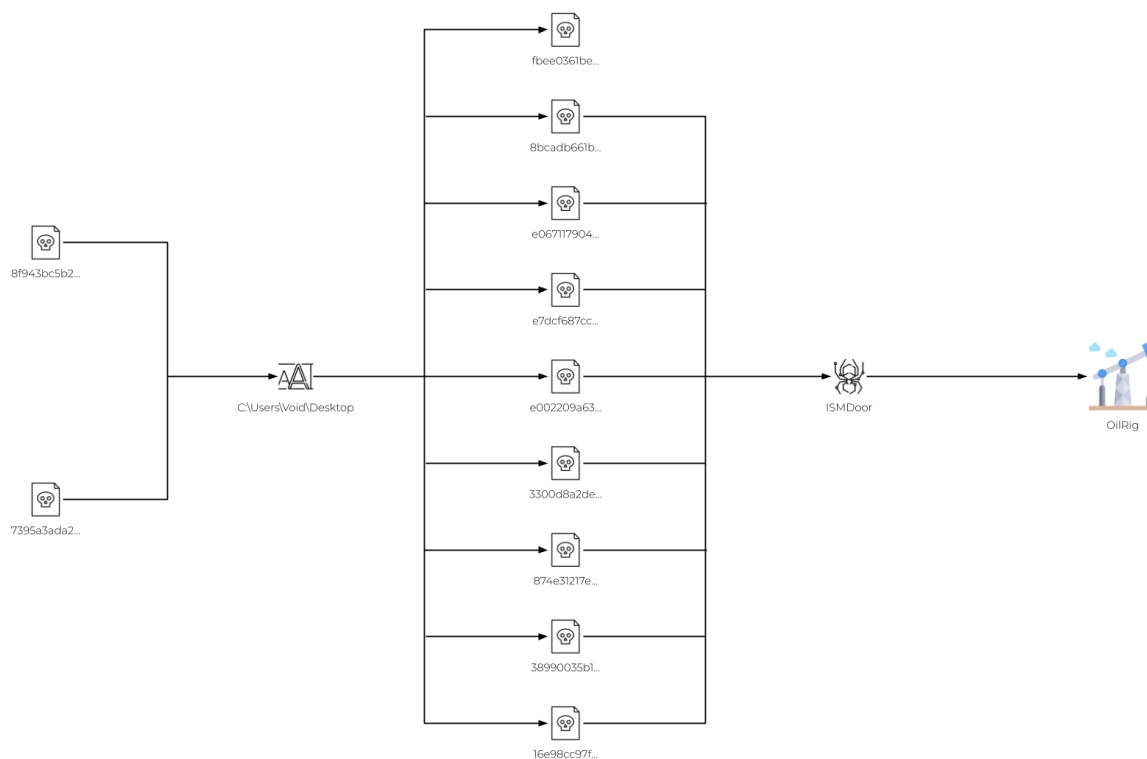 fbee0361be...
8bcadb661b...
e067117904...
8f943bc5b2...
e7dcf687cc...
C:\Users\Void\Desktop
e002209a63...
ISMDoor
OilRig
3300d8a2de...
7395a3ada2...
874e31217e...
38990035b1...
16e98cc97f...